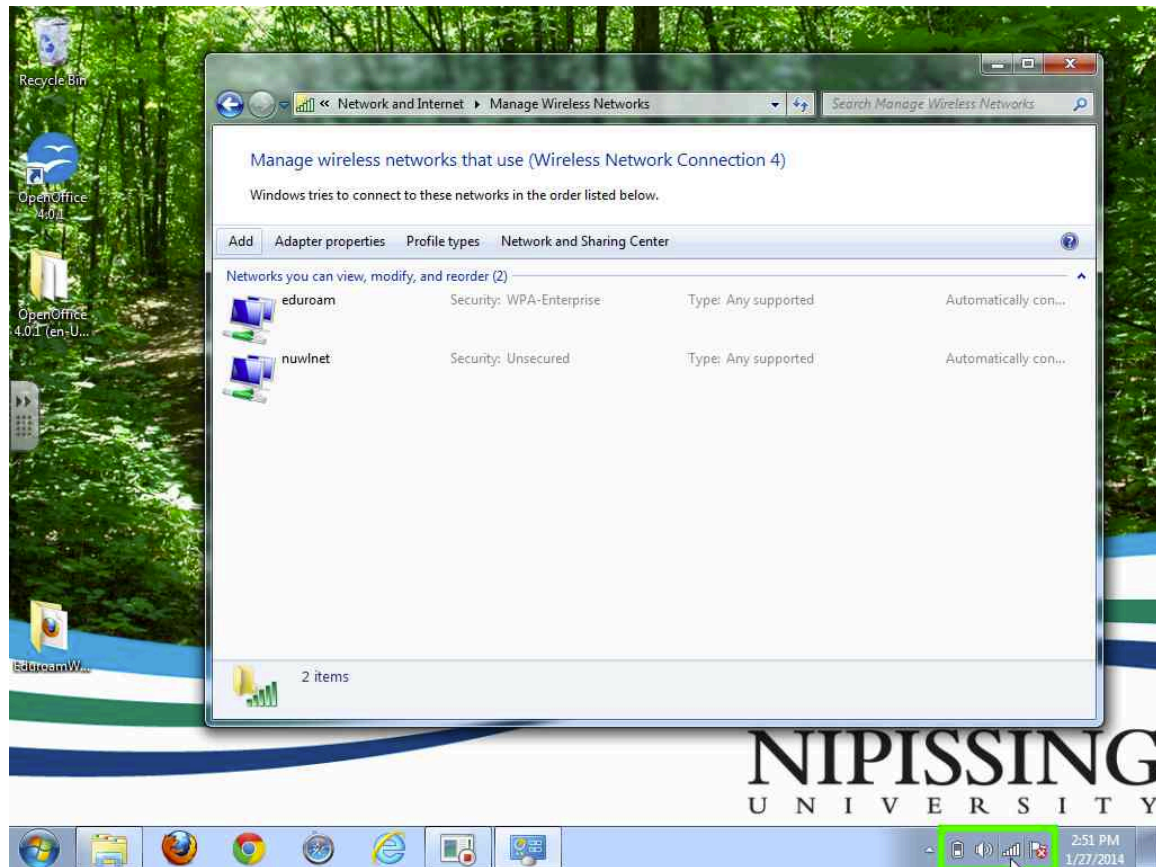 Recycle Bin
OpenOffice
4.0.1
OpenOffice
4.0.1 (en-U...
EduroamW...
« Network and Internet ▸ Manage Wireless Networks
Search Manage Wireless Networks
Manage wireless networks that use (Wireless Network Connection 4)
Windows tries to connect to these networks in the order listed below.
Add Adapter properties Profile types Network and Sharing Center
Networks you can view, modify, and reorder (2)
eduroam Security: WPA-Enterprise Type: Any supported Automatically con...
nuwlnet Security: Unsecured Type: Any supported Automatically con...
2 items
NIPISSING
UNIVERSITY
2:51 PM
1/27/2014